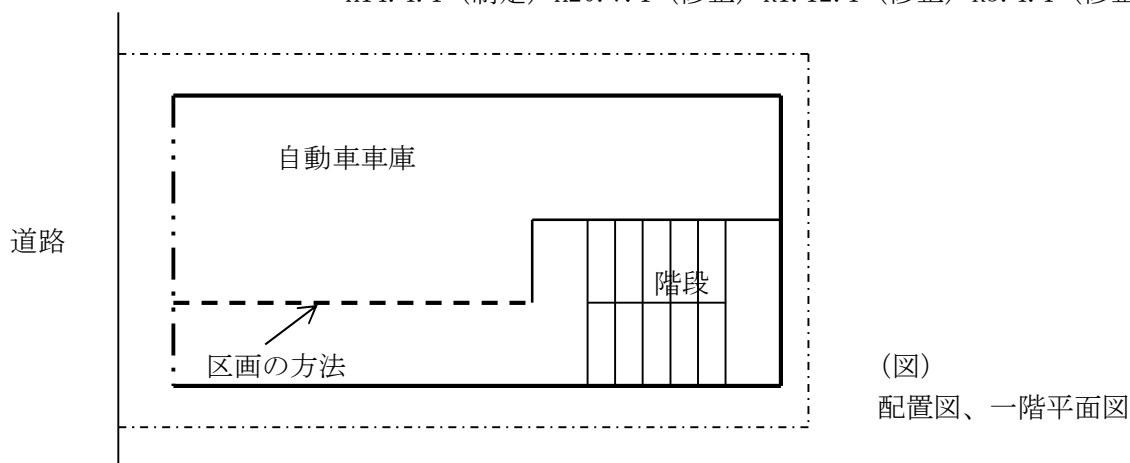 自動車車庫
道路
階段
区画の方法
(図)
配置図、一階平面図